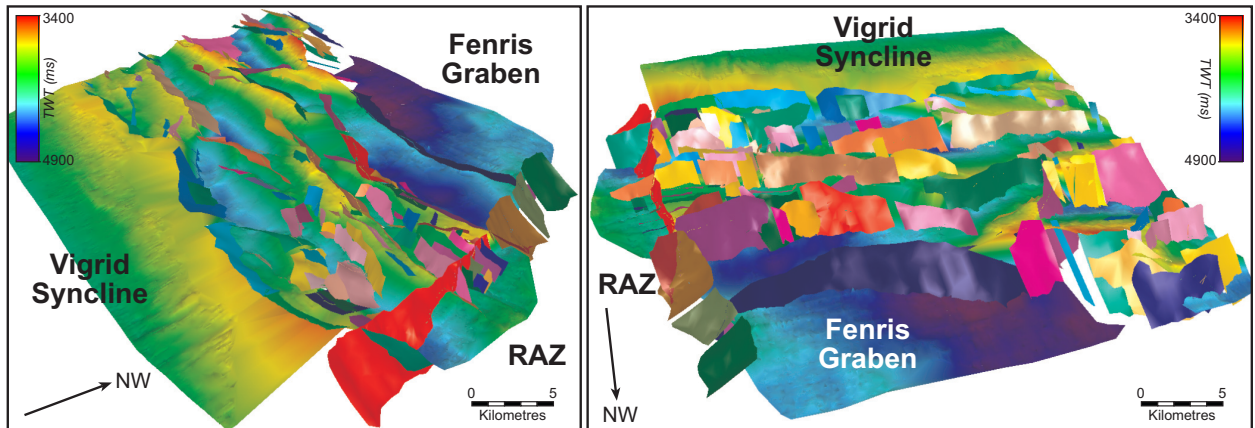 3400
TWT (ms)
4900
Fenris
Graben
Vigrid
Syncline
RAZ
NW
0 5
Kilometres
Vigrid
Syncline
3400
TWT (ms)
4900
RAZ
Fenris
Graben
NW
0 5
Kilometres